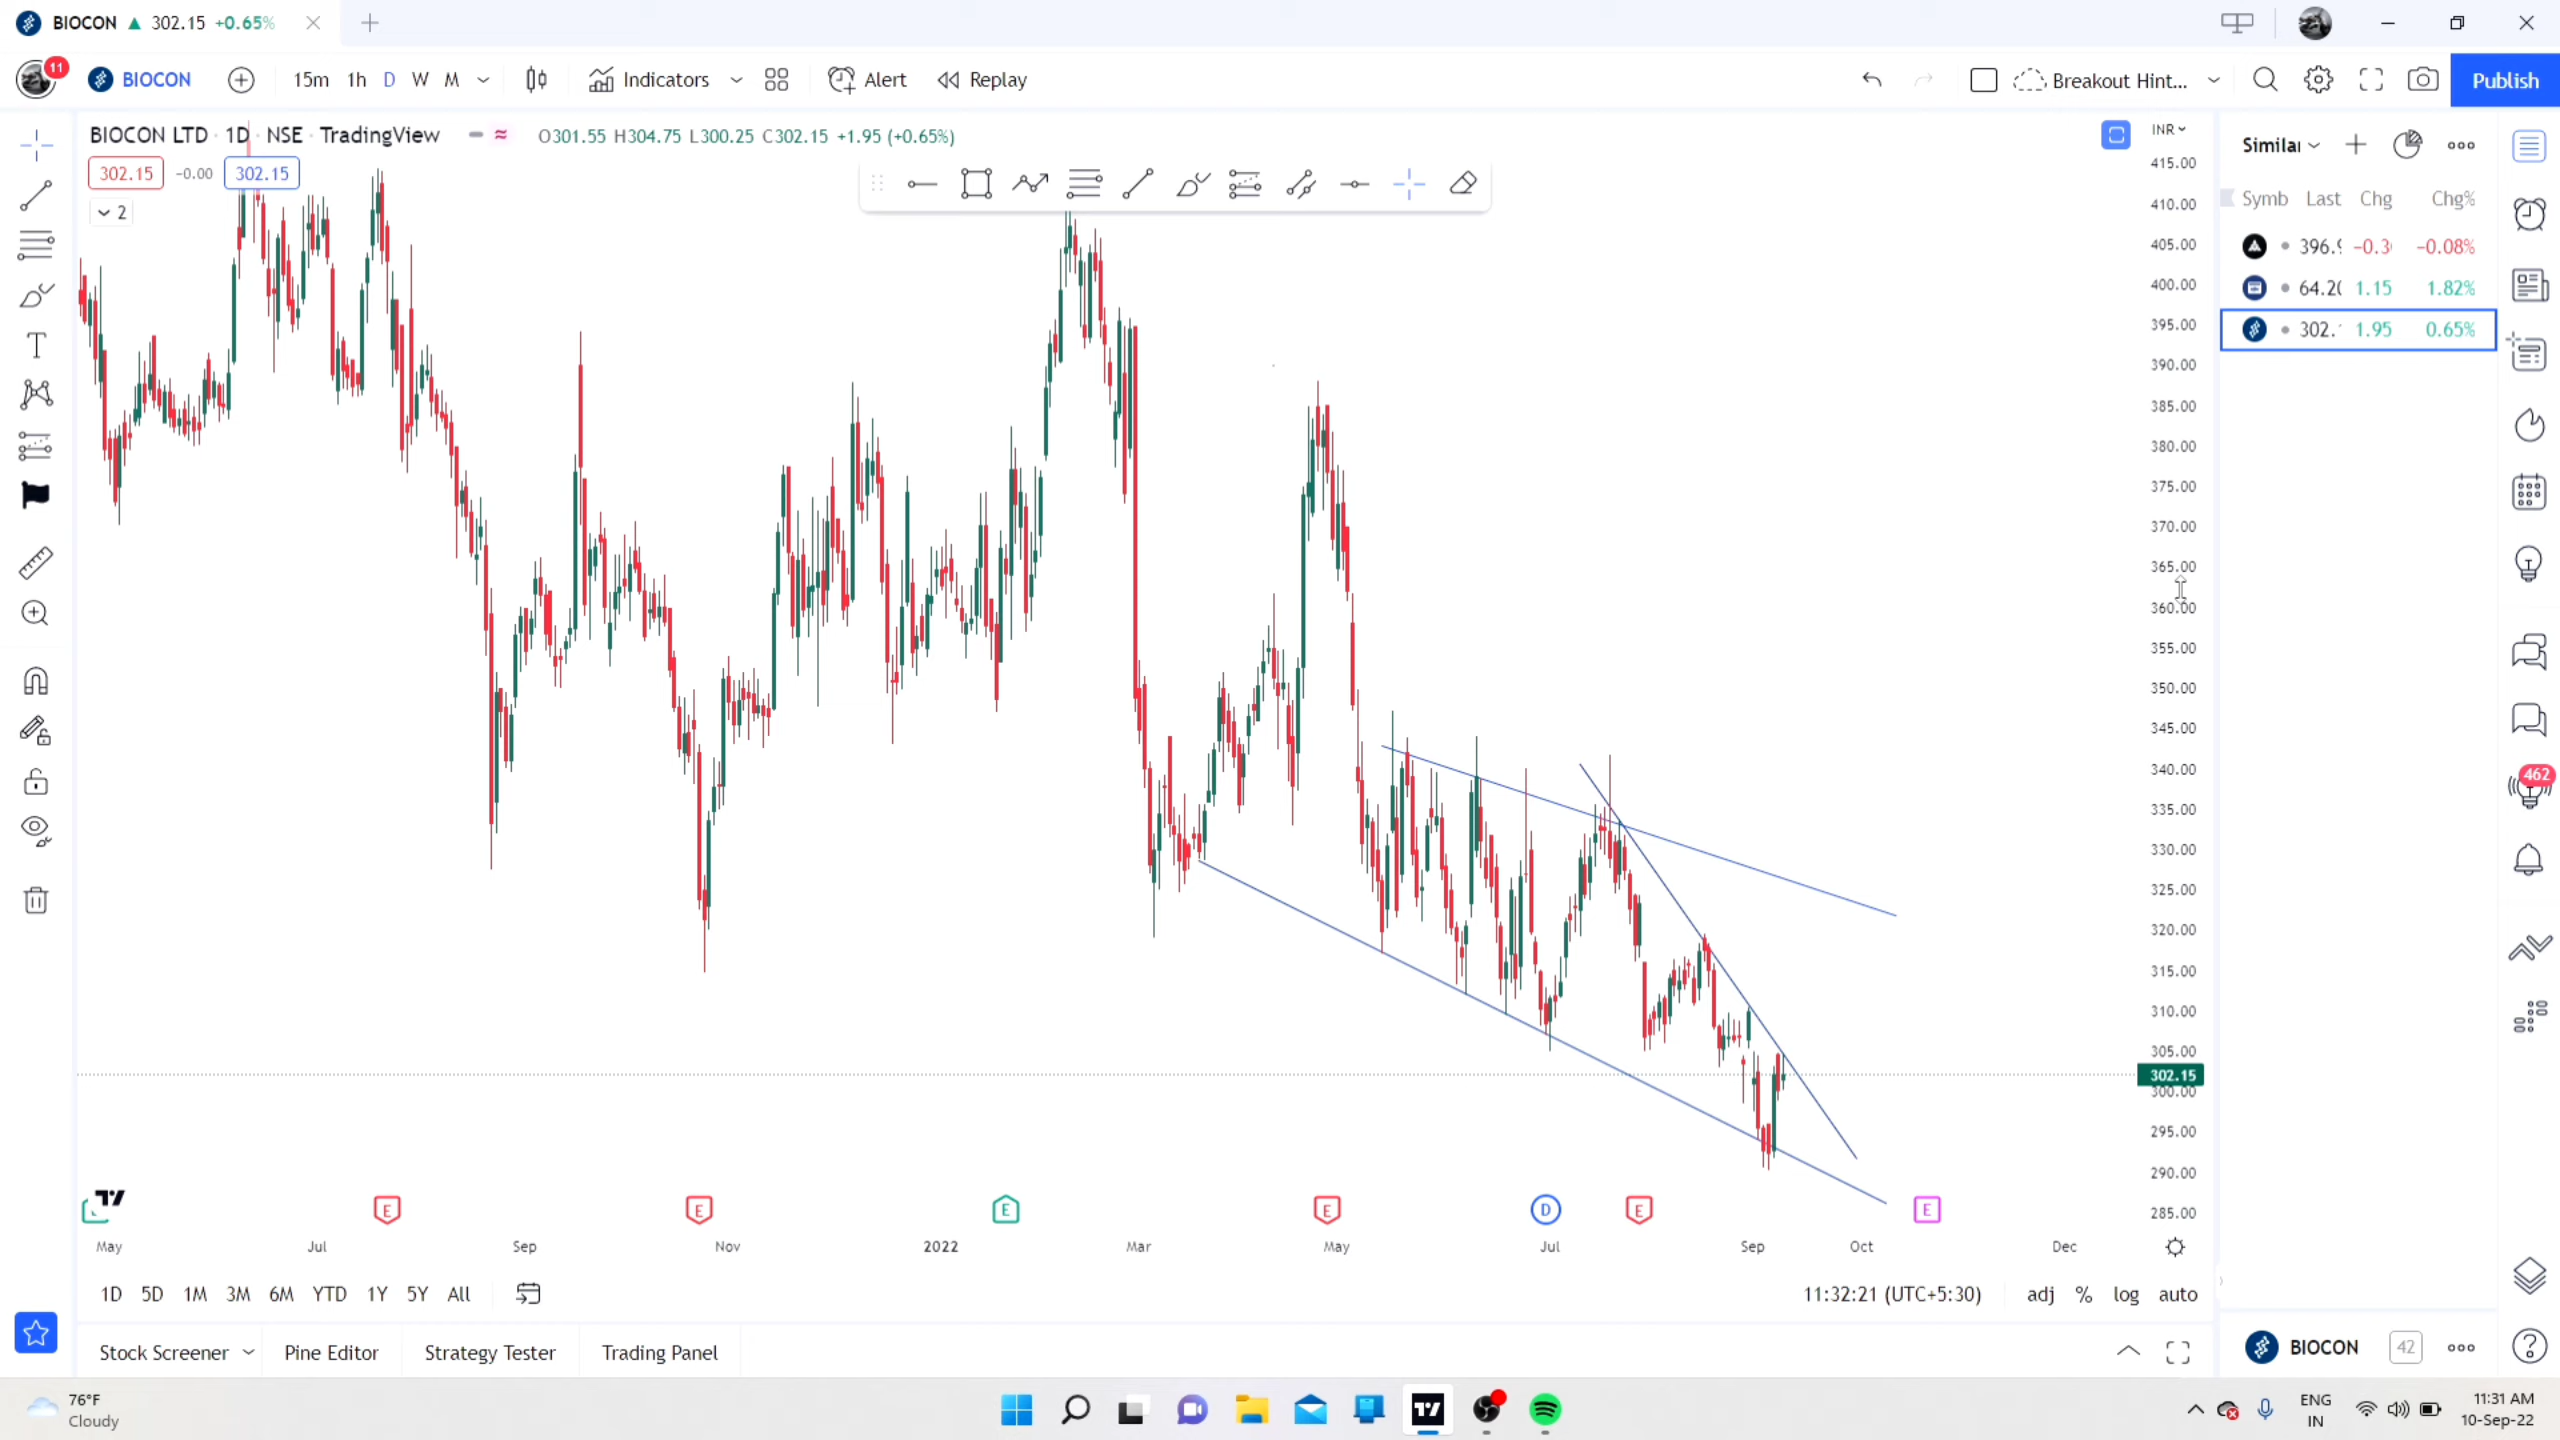 BIOCON ▲ 302.15 +0.65%
11 BIOCON 15m 1h D W M Indicators Alert Replay Breakout Hint... Publish
BIOCON LTD · 1D · NSE · TradingView O301.55 H304.75 L300.25 C302.15 +1.95 (+0.65%)
INR
302.15 −0.00 302.15
2
415.00
410.00
405.00
400.00
395.00
390.00
385.00
380.00
375.00
370.00
365.00
360.00
355.00
350.00
345.00
340.00
335.00
330.00
325.00
320.00
315.00
310.00
305.00
302.15
300.00
295.00
290.00
285.00
E E E E D E E
May Jul Sep Nov 2022 Mar May Jul Sep Oct Dec
1D 5D 1M 3M 6M YTD 1Y 5Y All
11:32:21 (UTC+5:30) adj % log auto
Stock Screener Pine Editor Strategy Tester Trading Panel
Symb Last Chg Chg%
−0.08%
1.15 1.82%
1.95 0.65%
462
BIOCON 42
76°F
Cloudy
ENG
IN
11:31 AM
10-Sep-22